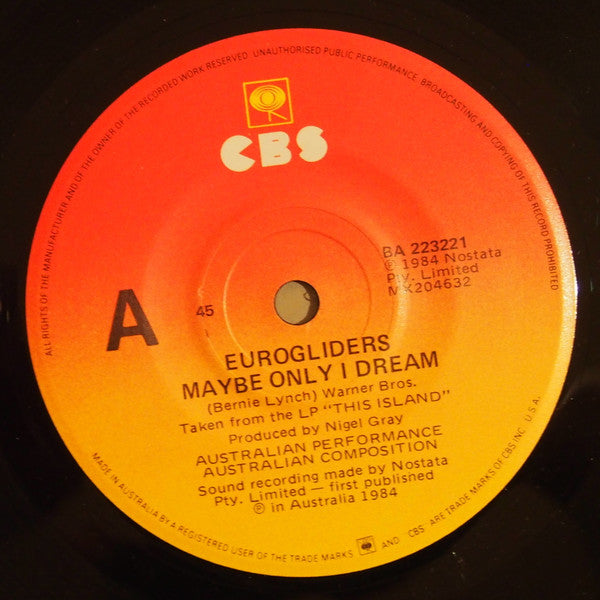 ALL RIGHTS OF THE MANUFACTURER AND OF THE OWNER OF THE RECORDED WORK RESERVED. UNAUTHORISED PUBLIC PERFORMANCE, BROADCASTING AND COPYING OF THIS RECORD PROHIBITED
CBS
BA 223221
℗ 1984 Nostata
Pty. Limited
MX204632
A
45
EUROGLIDERS
MAYBE ONLY I DREAM
(Bernie Lynch) Warner Bros.
Taken from the LP "THIS ISLAND"
Produced by Nigel Gray
AUSTRALIAN PERFORMANCE
AUSTRALIAN COMPOSITION
Sound recording made by Nostata
Pty. Limited — first published
℗ in Australia 1984
MADE IN AUSTRALIA BY A REGISTERED USER OF THE TRADE MARKS AND CBS ARE TRADE MARKS OF CBS INC. U.S.A.